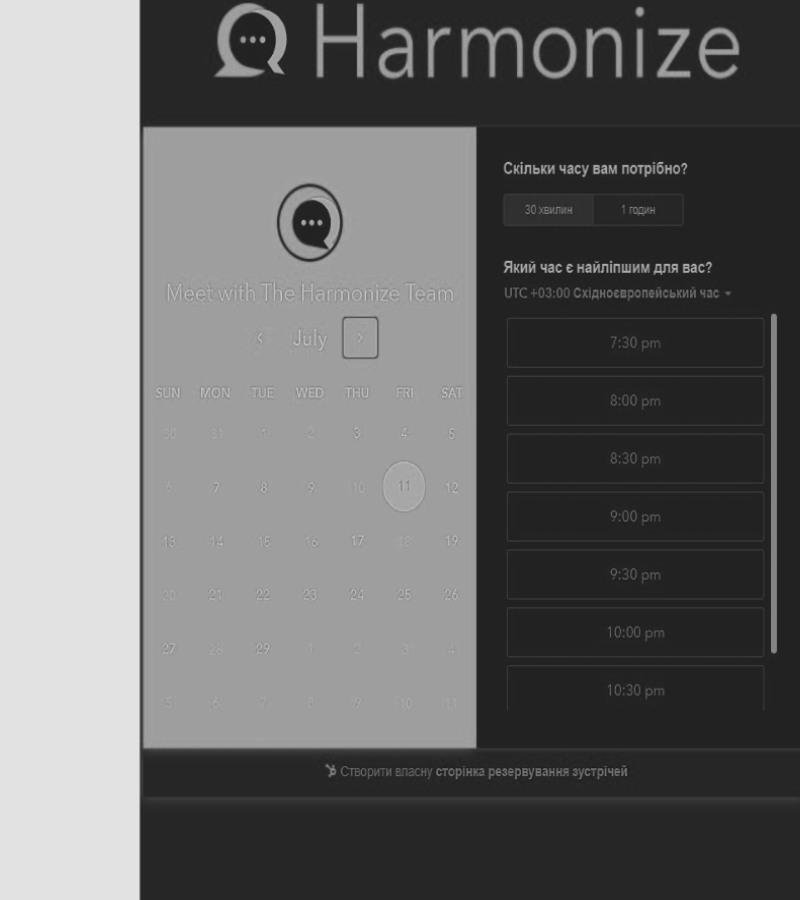 Harmonize
Meet with The Harmonize Team
July
SUN MON TUE WED THU FRI SAT
30 31 1 2 3 4 5
6 7 8 9 10 11 12
13 14 15 16 17 18 19
20 21 22 23 24 25 26
27 28 29 1 2 3 4
5 6 7 8 9 10 11
Скільки часу вам потрібно?
30 хвилин 1 годин
Який час є найліпшим для вас?
UTC +03:00 Східноєвропейський час
7:30 pm
8:00 pm
8:30 pm
9:00 pm
9:30 pm
10:00 pm
10:30 pm
Створити власну сторінка резервування зустрічей